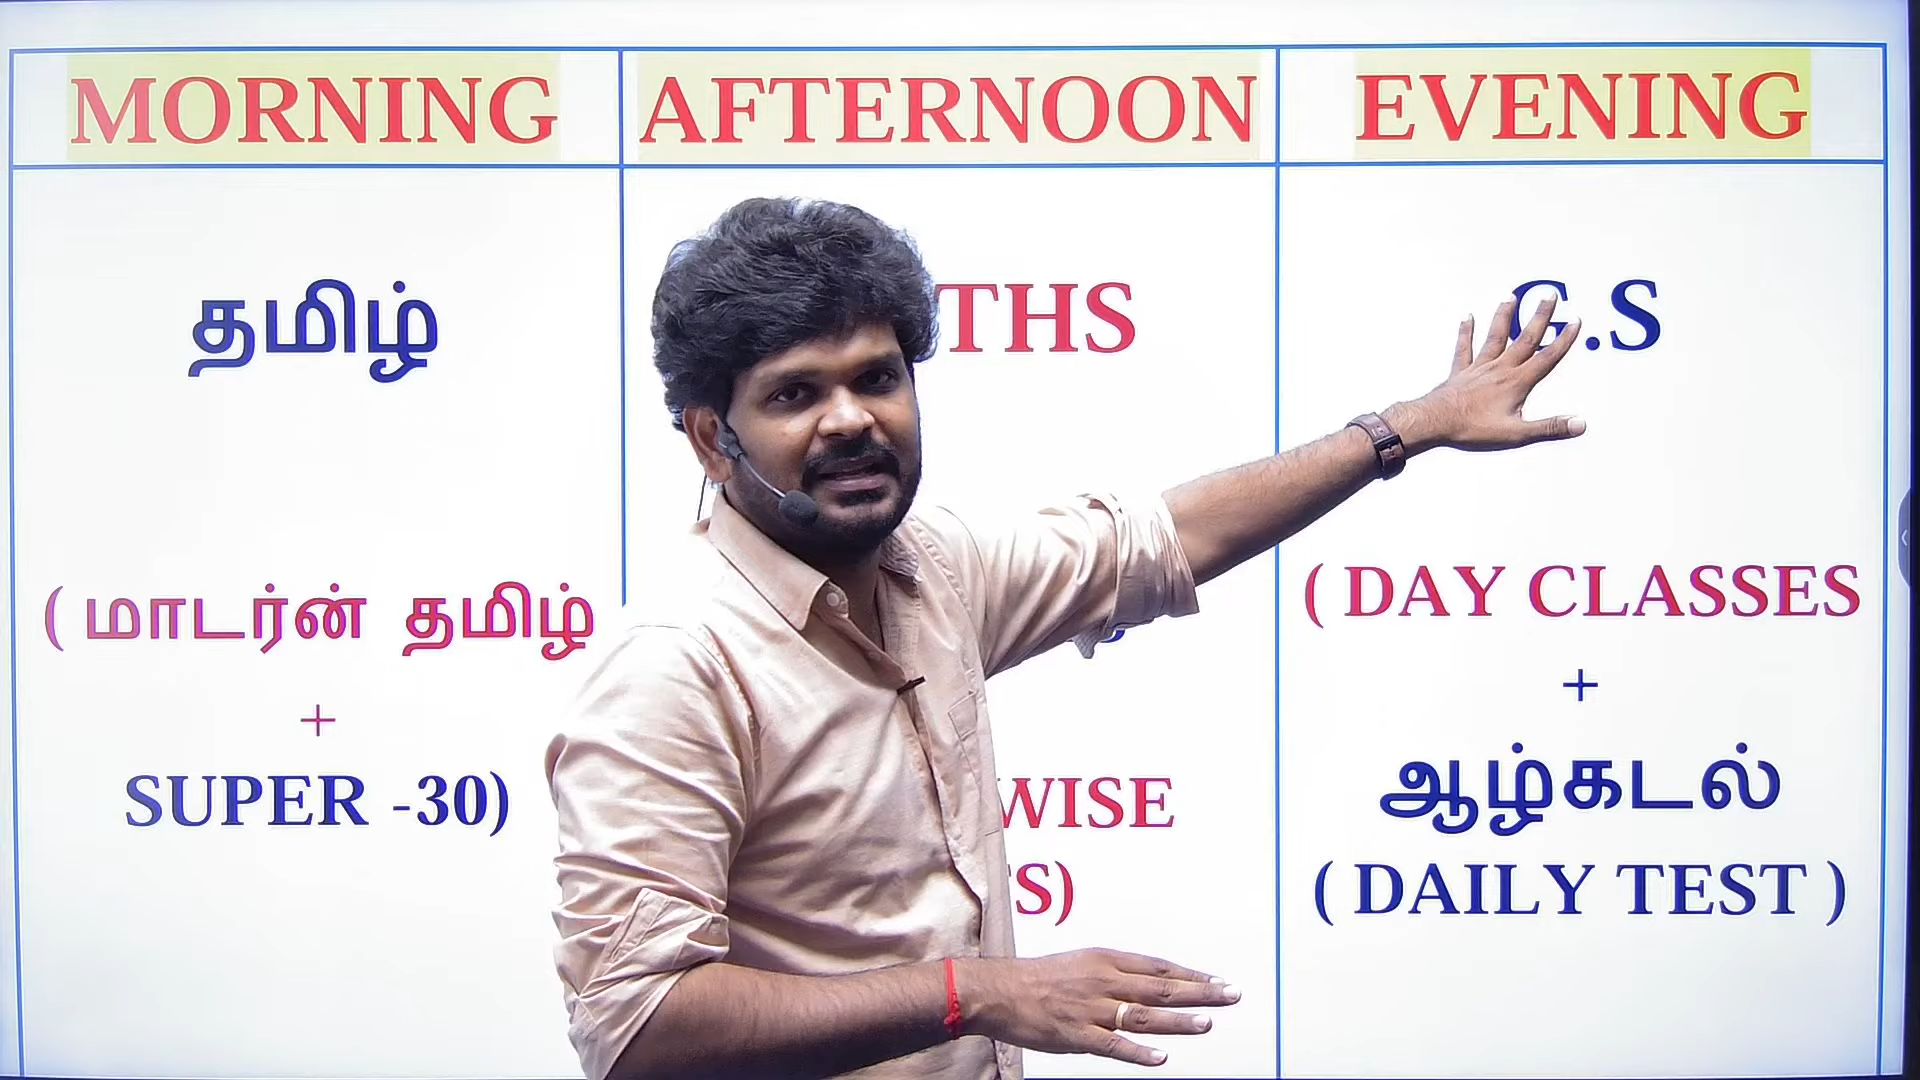 MORNING AFTERNOON EVENING
தமிழ் THS G.S
( மாடர்ன் தமிழ்
+
SUPER -30)
WISE
S)
( DAY CLASSES
+
ஆழ்கடல்
( DAILY TEST )